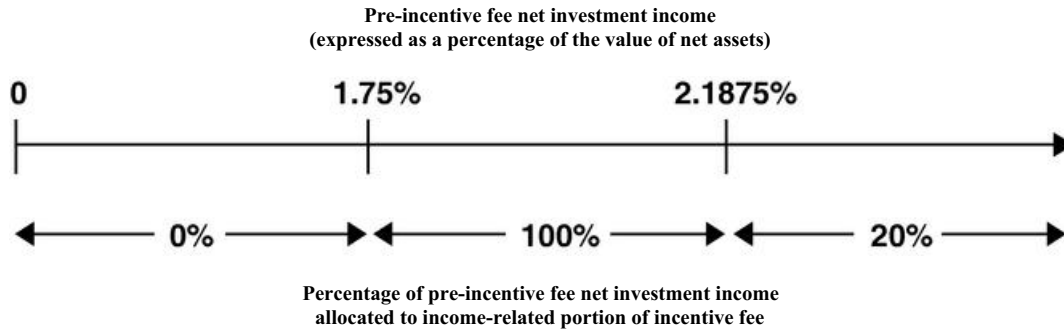 Pre-incentive fee net investment income
(expressed as a percentage of the value of net assets)
0 1.75% 2.1875%
0% 100% 20%
Percentage of pre-incentive fee net investment income
allocated to income-related portion of incentive fee